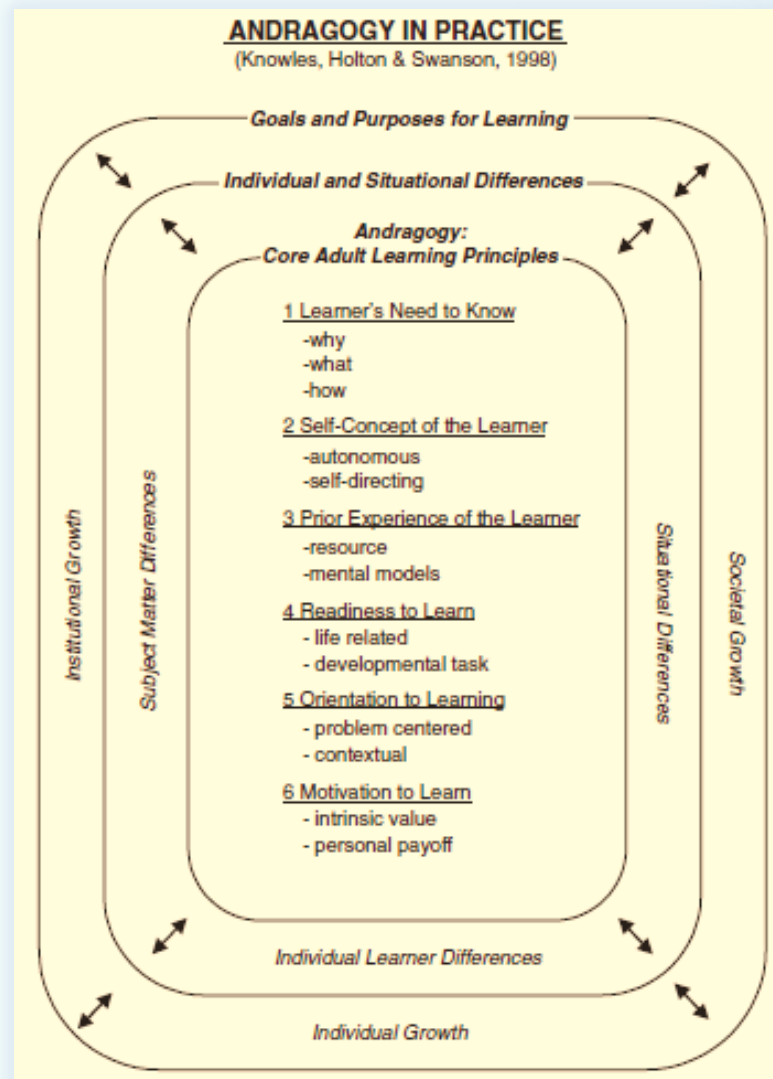 ANDRAGOGY IN PRACTICE
(Knowles, Holton & Swanson, 1998)
Goals and Purposes for Learning
Individual and Situational Differences
Andragogy:
Core Adult Learning Principles
1 Learner's Need to Know
-why
-what
-how
2 Self-Concept of the Learner
-autonomous
-self-directing
3 Prior Experience of the Learner
-resource
-mental models
4 Readiness to Learn
- life related
- developmental task
5 Orientation to Learning
- problem centered
- contextual
6 Motivation to Learn
- intrinsic value
- personal payoff
Institutional Growth
Subject Matter Differences
Situational Differences
Societal Growth
Individual Learner Differences
Individual Growth